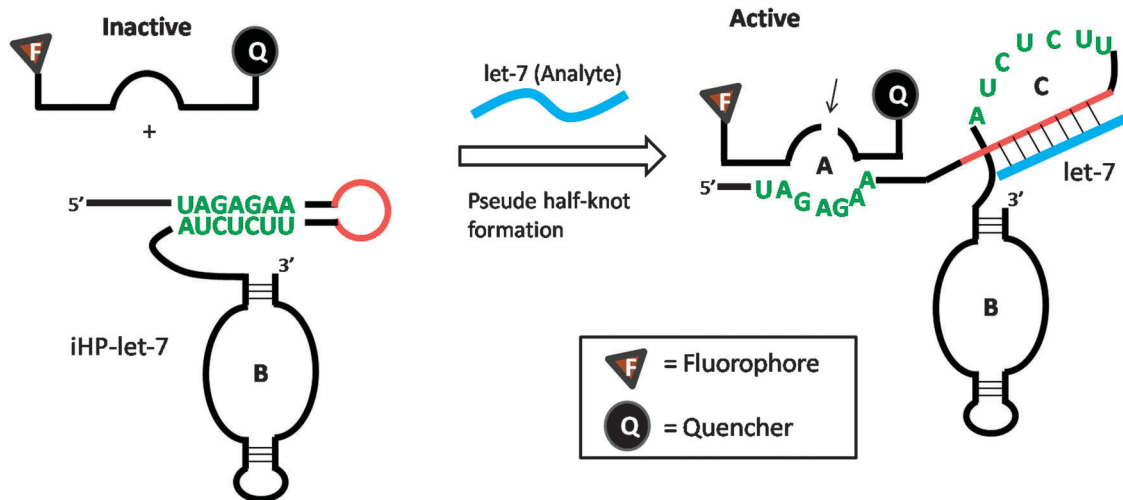 Inactive
F
Q
+
5′
UAGAGAA
AUCUCUU
3′
iHP-let-7
B
let-7 (Analyte)
Pseude half-knot
formation
Active
F
Q
A
5′
UAGAGAA
AUCUCUU
C
let-7
3′
B
F = Fluorophore
Q = Quencher